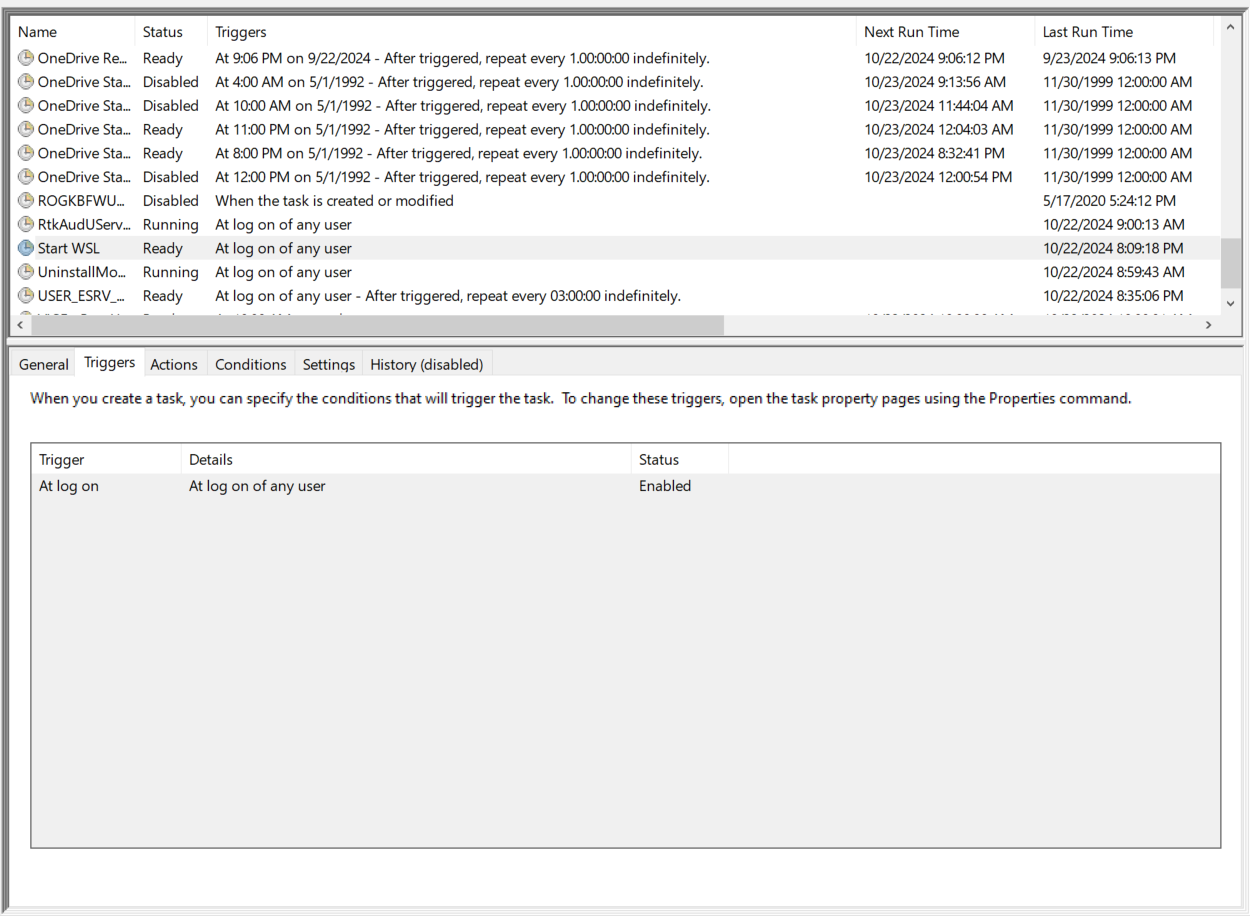 Name Status Triggers Next Run Time Last Run Time
OneDrive Re... Ready At 9:06 PM on 9/22/2024 - After triggered, repeat every 1.00:00:00 indefinitely. 10/22/2024 9:06:12 PM 9/23/2024 9:06:13 PM
OneDrive Sta... Disabled At 4:00 AM on 5/1/1992 - After triggered, repeat every 1.00:00:00 indefinitely. 10/23/2024 9:13:56 AM 11/30/1999 12:00:00 AM
OneDrive Sta... Disabled At 10:00 AM on 5/1/1992 - After triggered, repeat every 1.00:00:00 indefinitely. 10/23/2024 11:44:04 AM 11/30/1999 12:00:00 AM
OneDrive Sta... Ready At 11:00 PM on 5/1/1992 - After triggered, repeat every 1.00:00:00 indefinitely. 10/23/2024 12:04:03 AM 11/30/1999 12:00:00 AM
OneDrive Sta... Ready At 8:00 PM on 5/1/1992 - After triggered, repeat every 1.00:00:00 indefinitely. 10/23/2024 8:32:41 PM 11/30/1999 12:00:00 AM
OneDrive Sta... Disabled At 12:00 PM on 5/1/1992 - After triggered, repeat every 1.00:00:00 indefinitely. 10/23/2024 12:00:54 PM 11/30/1999 12:00:00 AM
ROGKBFWU... Disabled When the task is created or modified 5/17/2020 5:24:12 PM
RtkAudUServ... Running At log on of any user 10/22/2024 9:00:13 AM
Start WSL Ready At log on of any user 10/22/2024 8:09:18 PM
UninstallMo... Running At log on of any user 10/22/2024 8:59:43 AM
USER_ESRV_... Ready At log on of any user - After triggered, repeat every 03:00:00 indefinitely. 10/22/2024 8:35:06 PM
General Triggers Actions Conditions Settings History (disabled)
When you create a task, you can specify the conditions that will trigger the task.  To change these triggers, open the task property pages using the Properties command.
Trigger Details Status
At log on At log on of any user Enabled